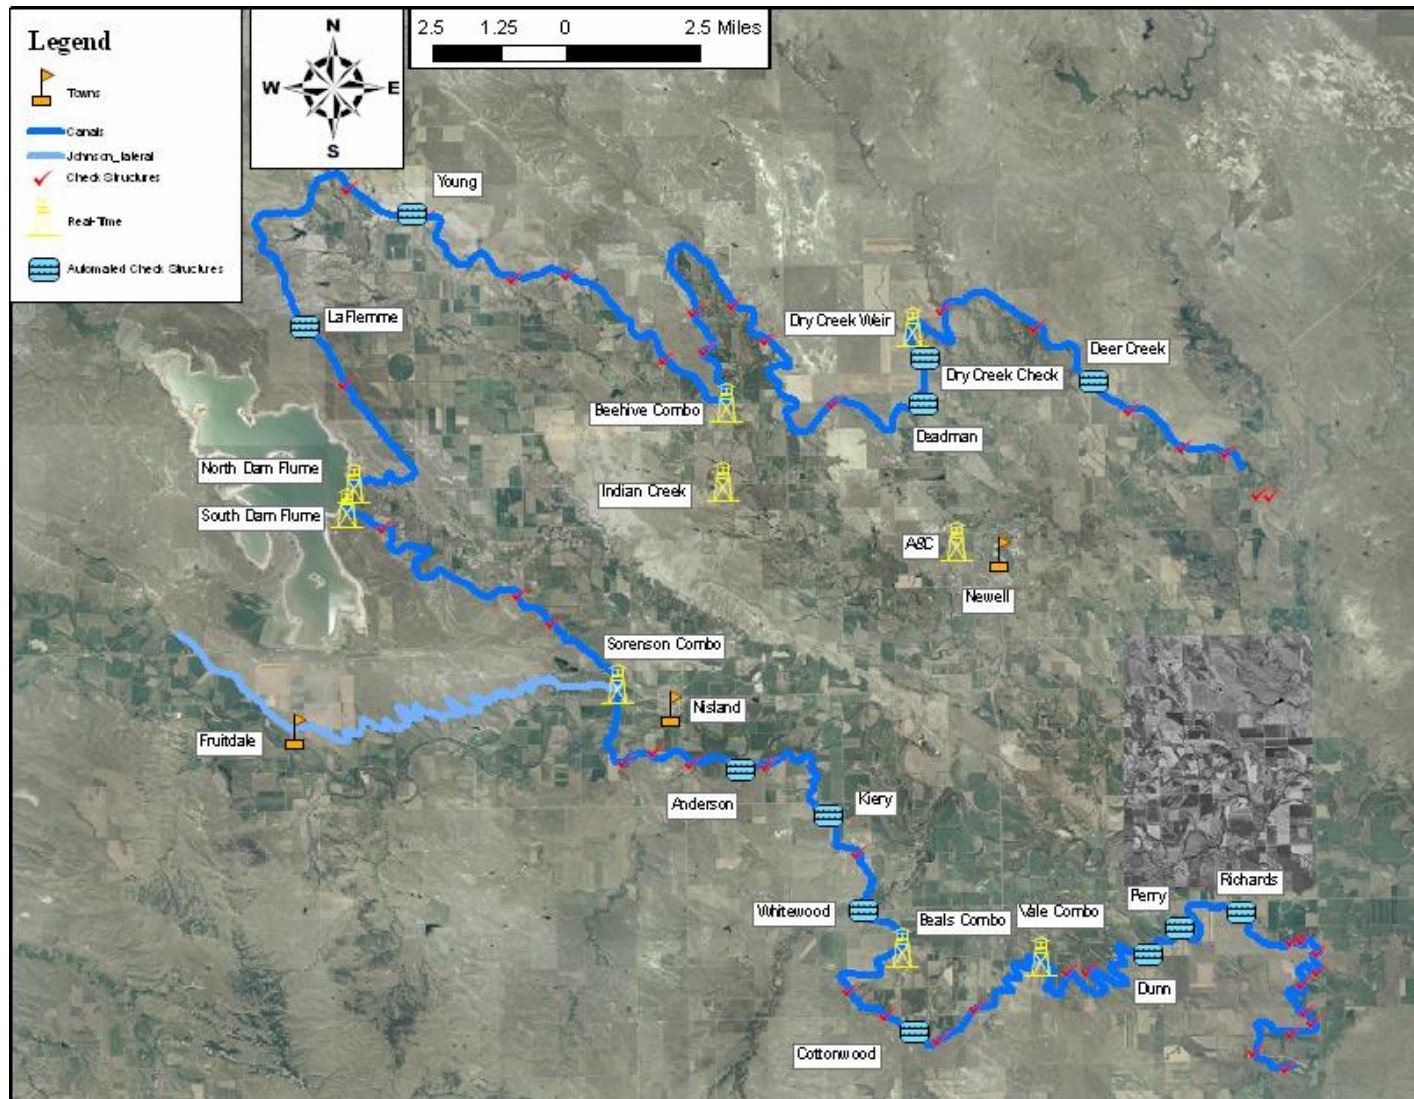 Legend
Towns
Canals
Johnson_lateral
Check Structures
Real-Time
Automated Check Structures
N
W E
S
2.5 1.25 0 2.5 Miles
Young
LaFlemme
Dry Creek Weir
Deer Creek
Dry Creek Check
Beehive Combo
Deadman
North Dam Flume
Indian Creek
South Dam Flume
A&C
Newell
Sorenson Combo
Nisland
Fruitdale
Anderson
Kiery
Richards
Perry
Whitewood
Beals Combo
Vale Combo
Dunn
Cottonwood